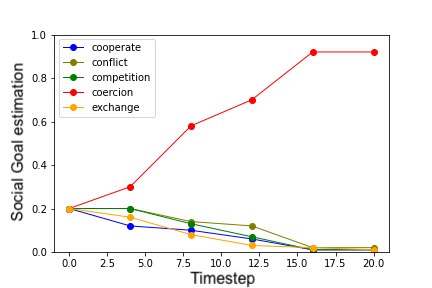 1.0
0.8
0.6
0.4
0.2
0.0
Social Goal estimation
cooperate
conflict
competition
coercion
exchange
0.0 2.5 5.0 7.5 10.0 12.5 15.0 17.5 20.0
Timestep